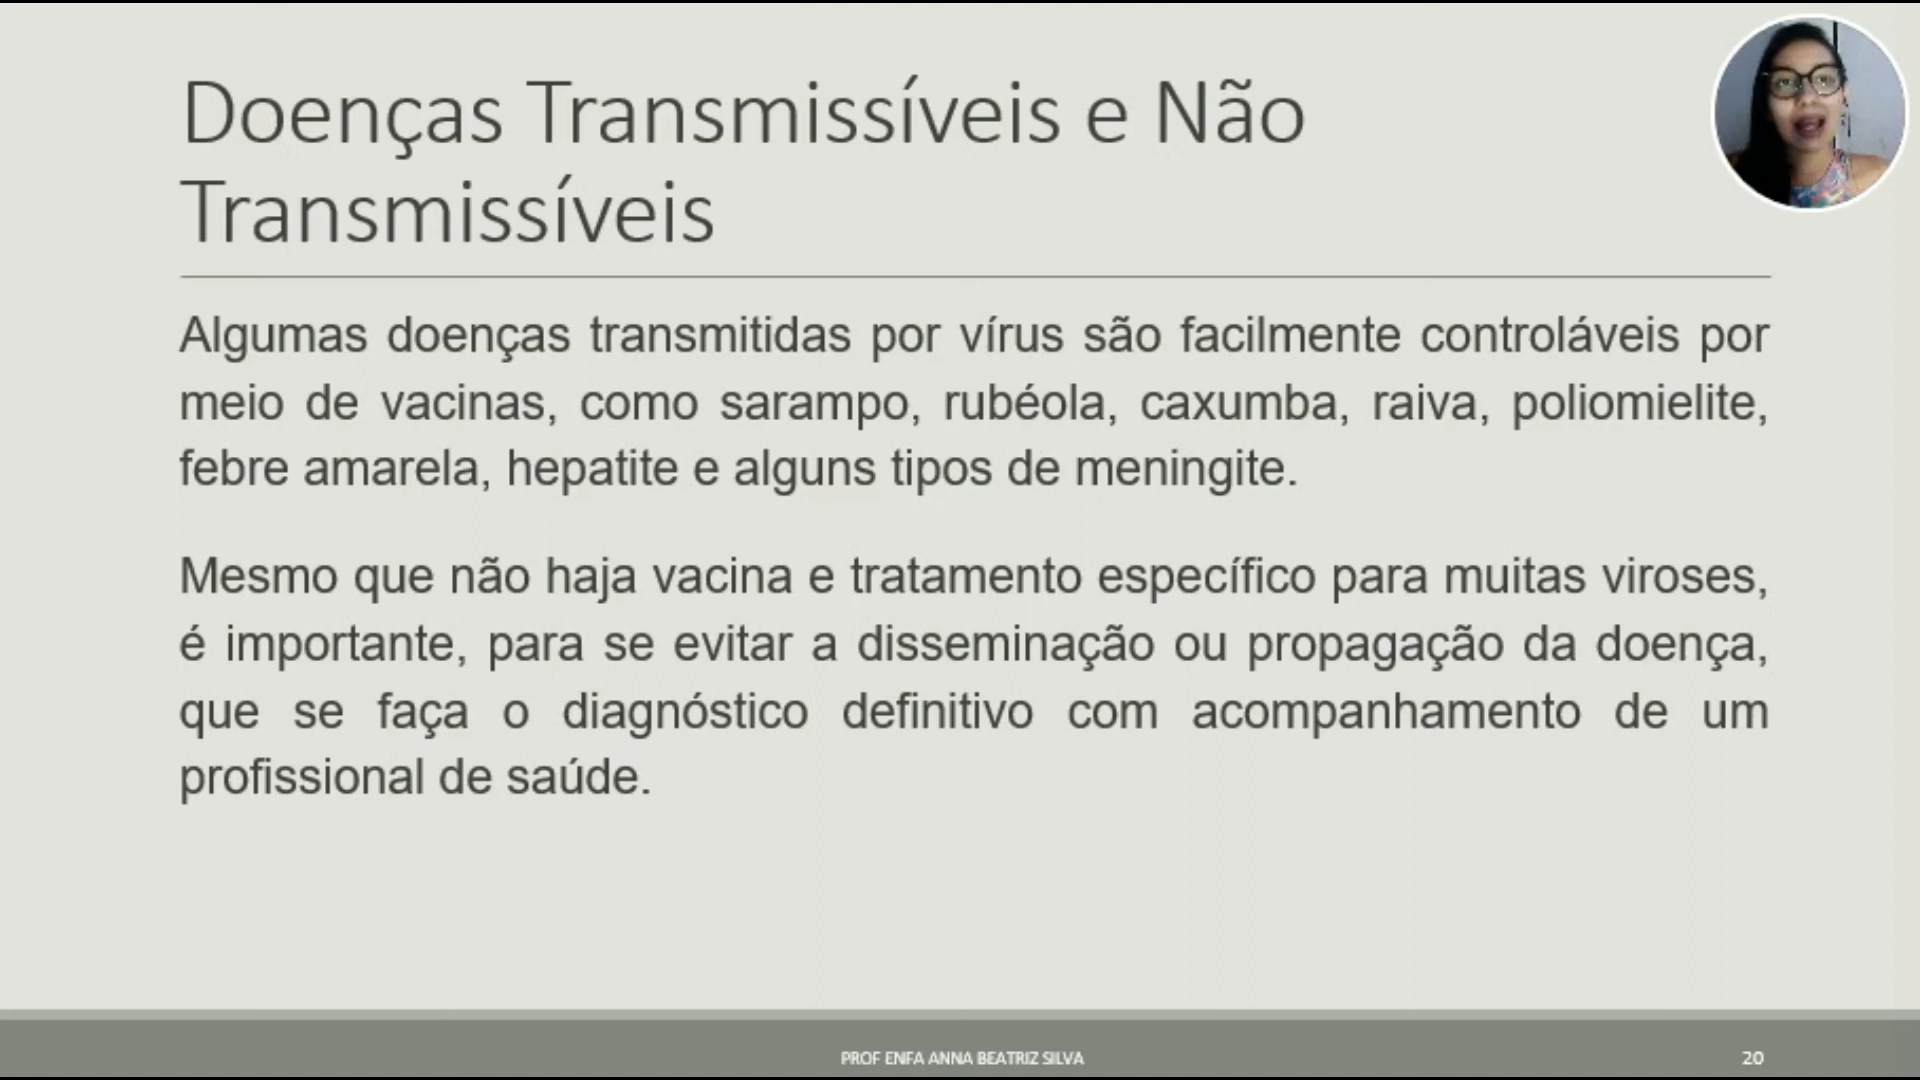 Doenças Transmissíveis e Não
Transmissíveis
Algumas doenças transmitidas por vírus são facilmente controláveis por
meio de vacinas, como sarampo, rubéola, caxumba, raiva, poliomielite,
febre amarela, hepatite e alguns tipos de meningite.
Mesmo que não haja vacina e tratamento específico para muitas viroses,
é importante, para se evitar a disseminação ou propagação da doença,
que se faça o diagnóstico definitivo com acompanhamento de um
profissional de saúde.
PROF ENFA ANNA BEATRIZ SILVA
20